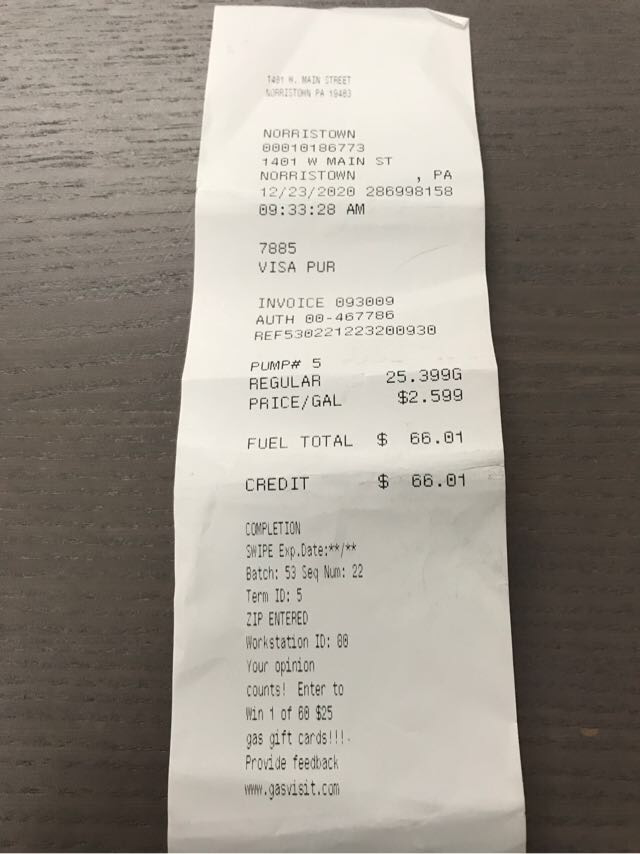 1401 W. MAIN STREET
NORRISTOWN PA 19403
NORRISTOWN
00010186773
1401 W MAIN ST
NORRISTOWN , PA
12/23/2020 286998158
09:33:28 AM
7885
VISA PUR
INVOICE 093009
AUTH 00-467786
REF530221223200930
PUMP# 5
REGULAR 25.399G
PRICE/GAL $2.599
FUEL TOTAL $ 66.01
CREDIT $ 66.01
COMPLETION
SWIPE Exp.Date:**/**
Batch: 53 Seq Num: 22
Term ID: 5
ZIP ENTERED
Workstation ID: 80
Your opinion
counts! Enter to
Win 1 of 60 $25
gas gift cards!!!
Provide feedback
www.gasvisit.com